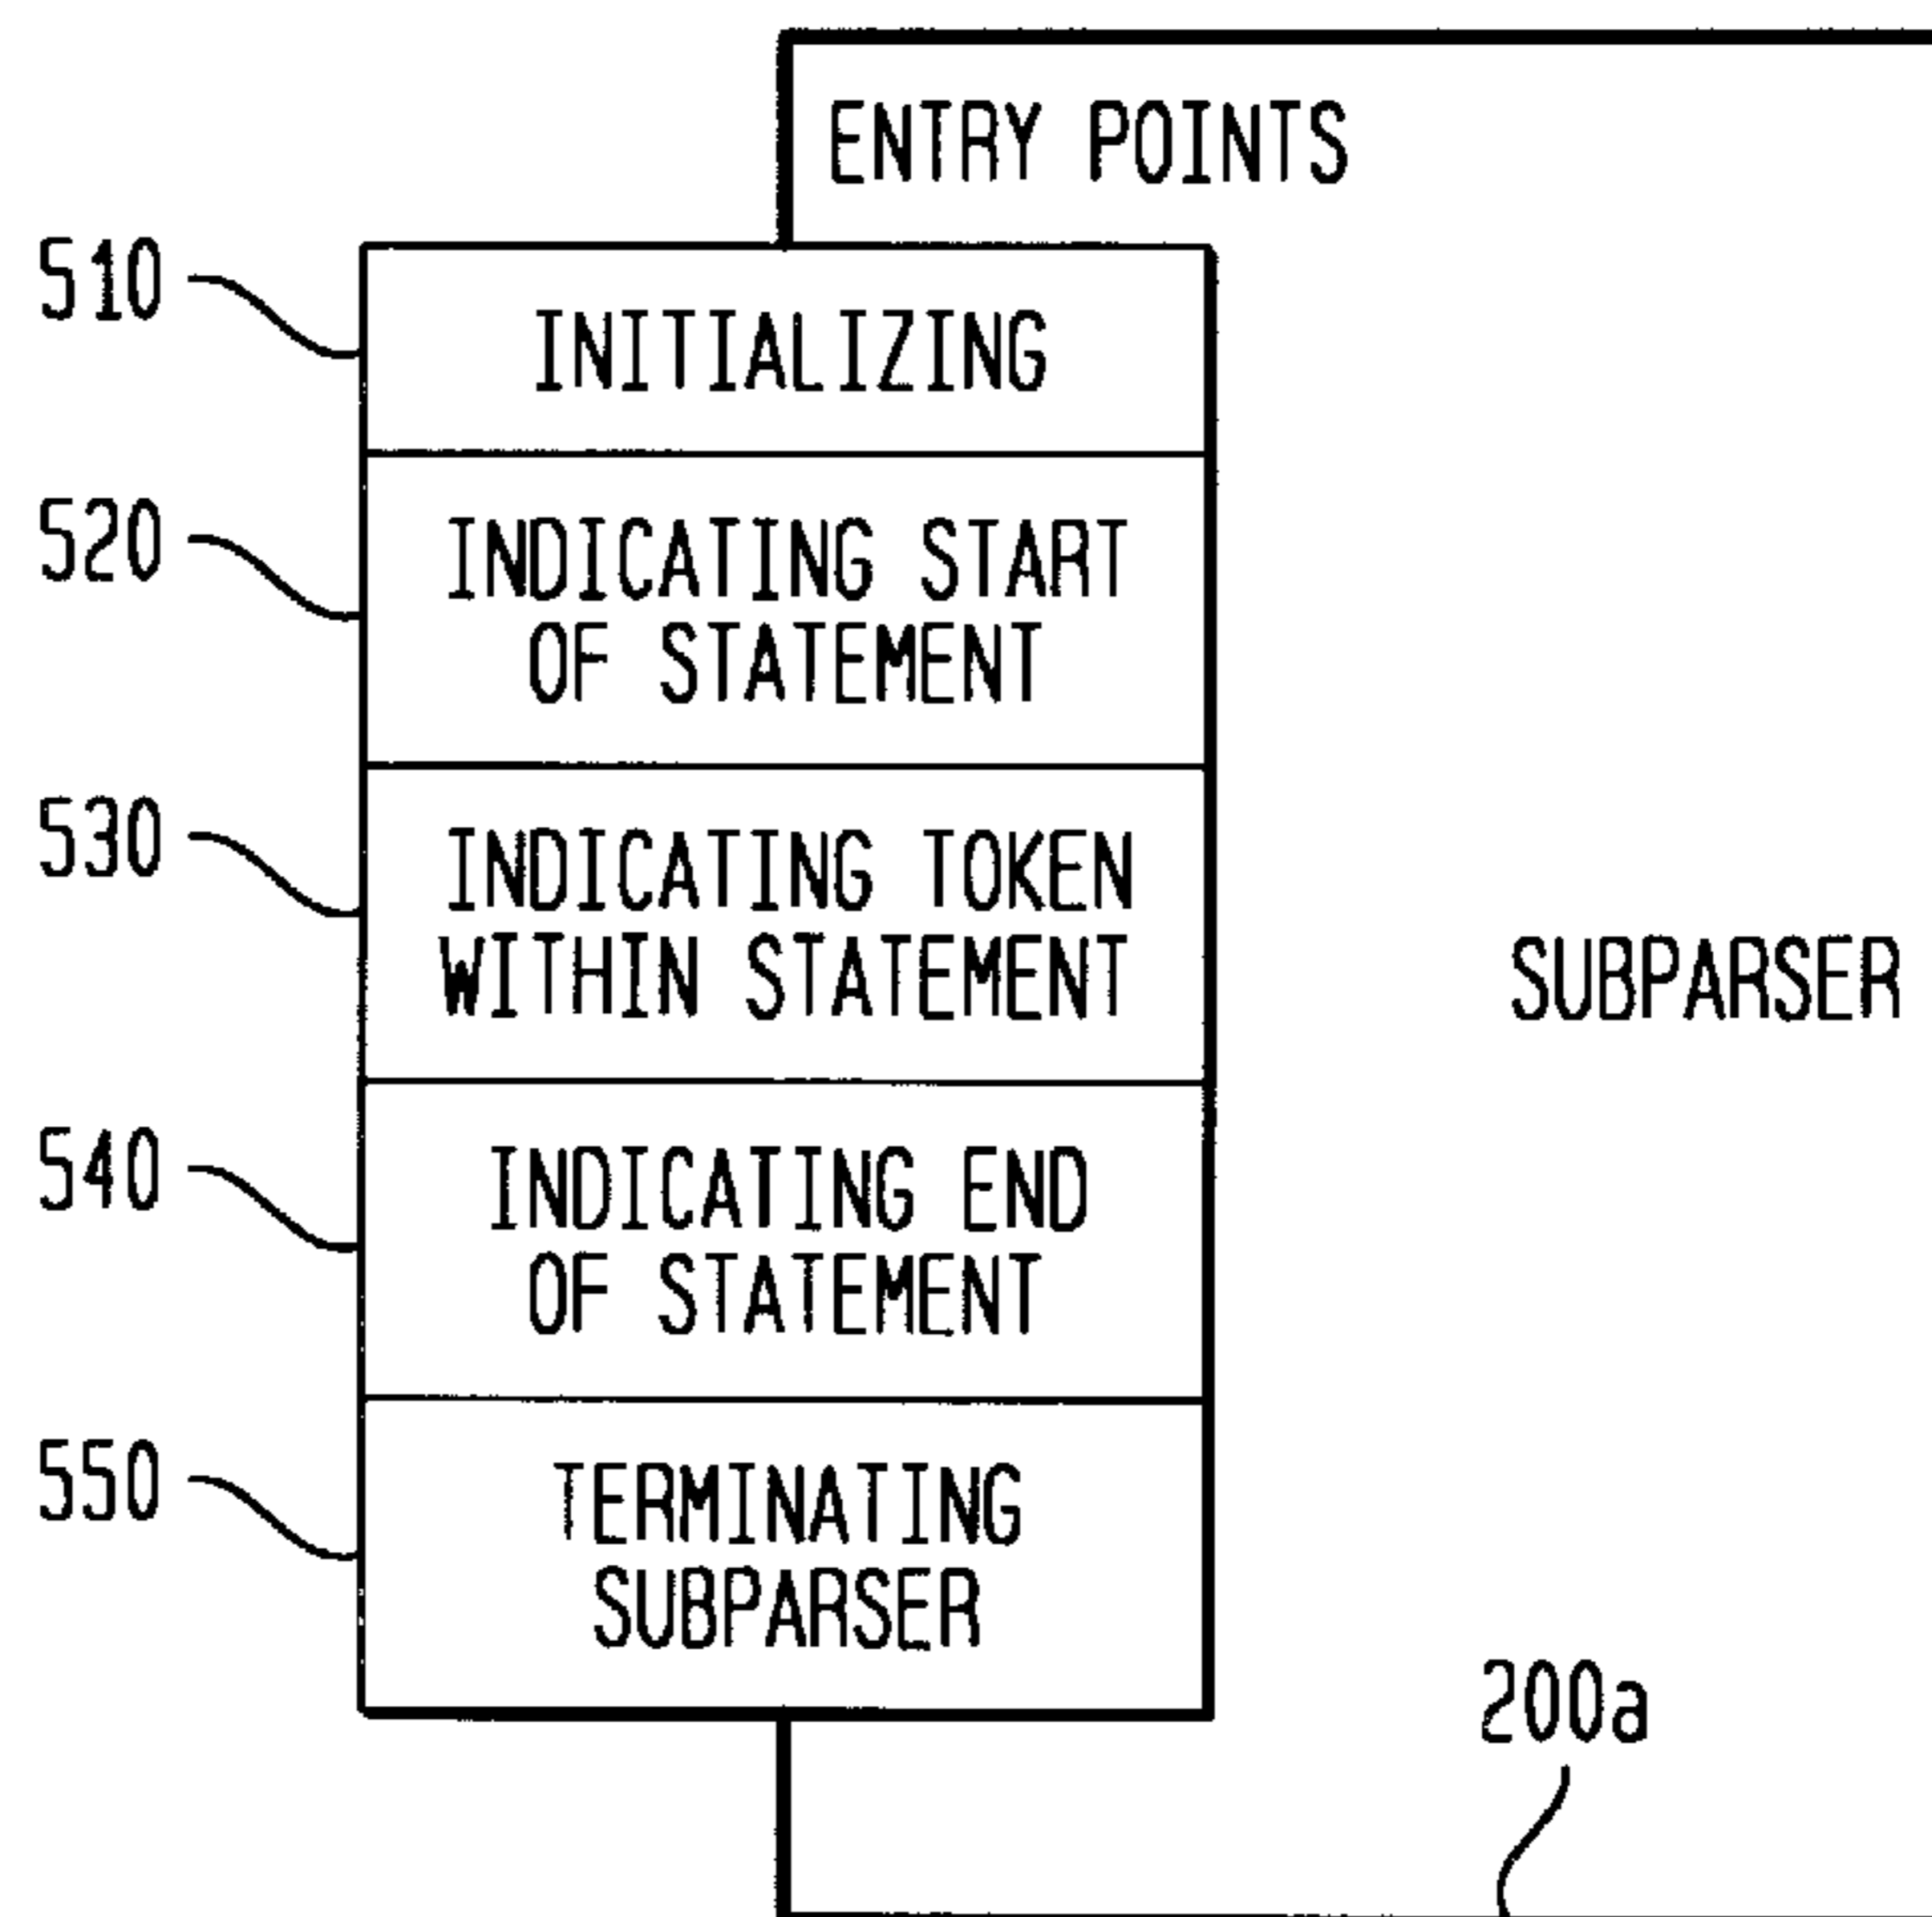 ENTRY POINTS
510
INITIALIZING
520
INDICATING START
OF STATEMENT
530
INDICATING TOKEN
WITHIN STATEMENT
SUBPARSER
540
INDICATING END
OF STATEMENT
550
TERMINATING
SUBPARSER
200a